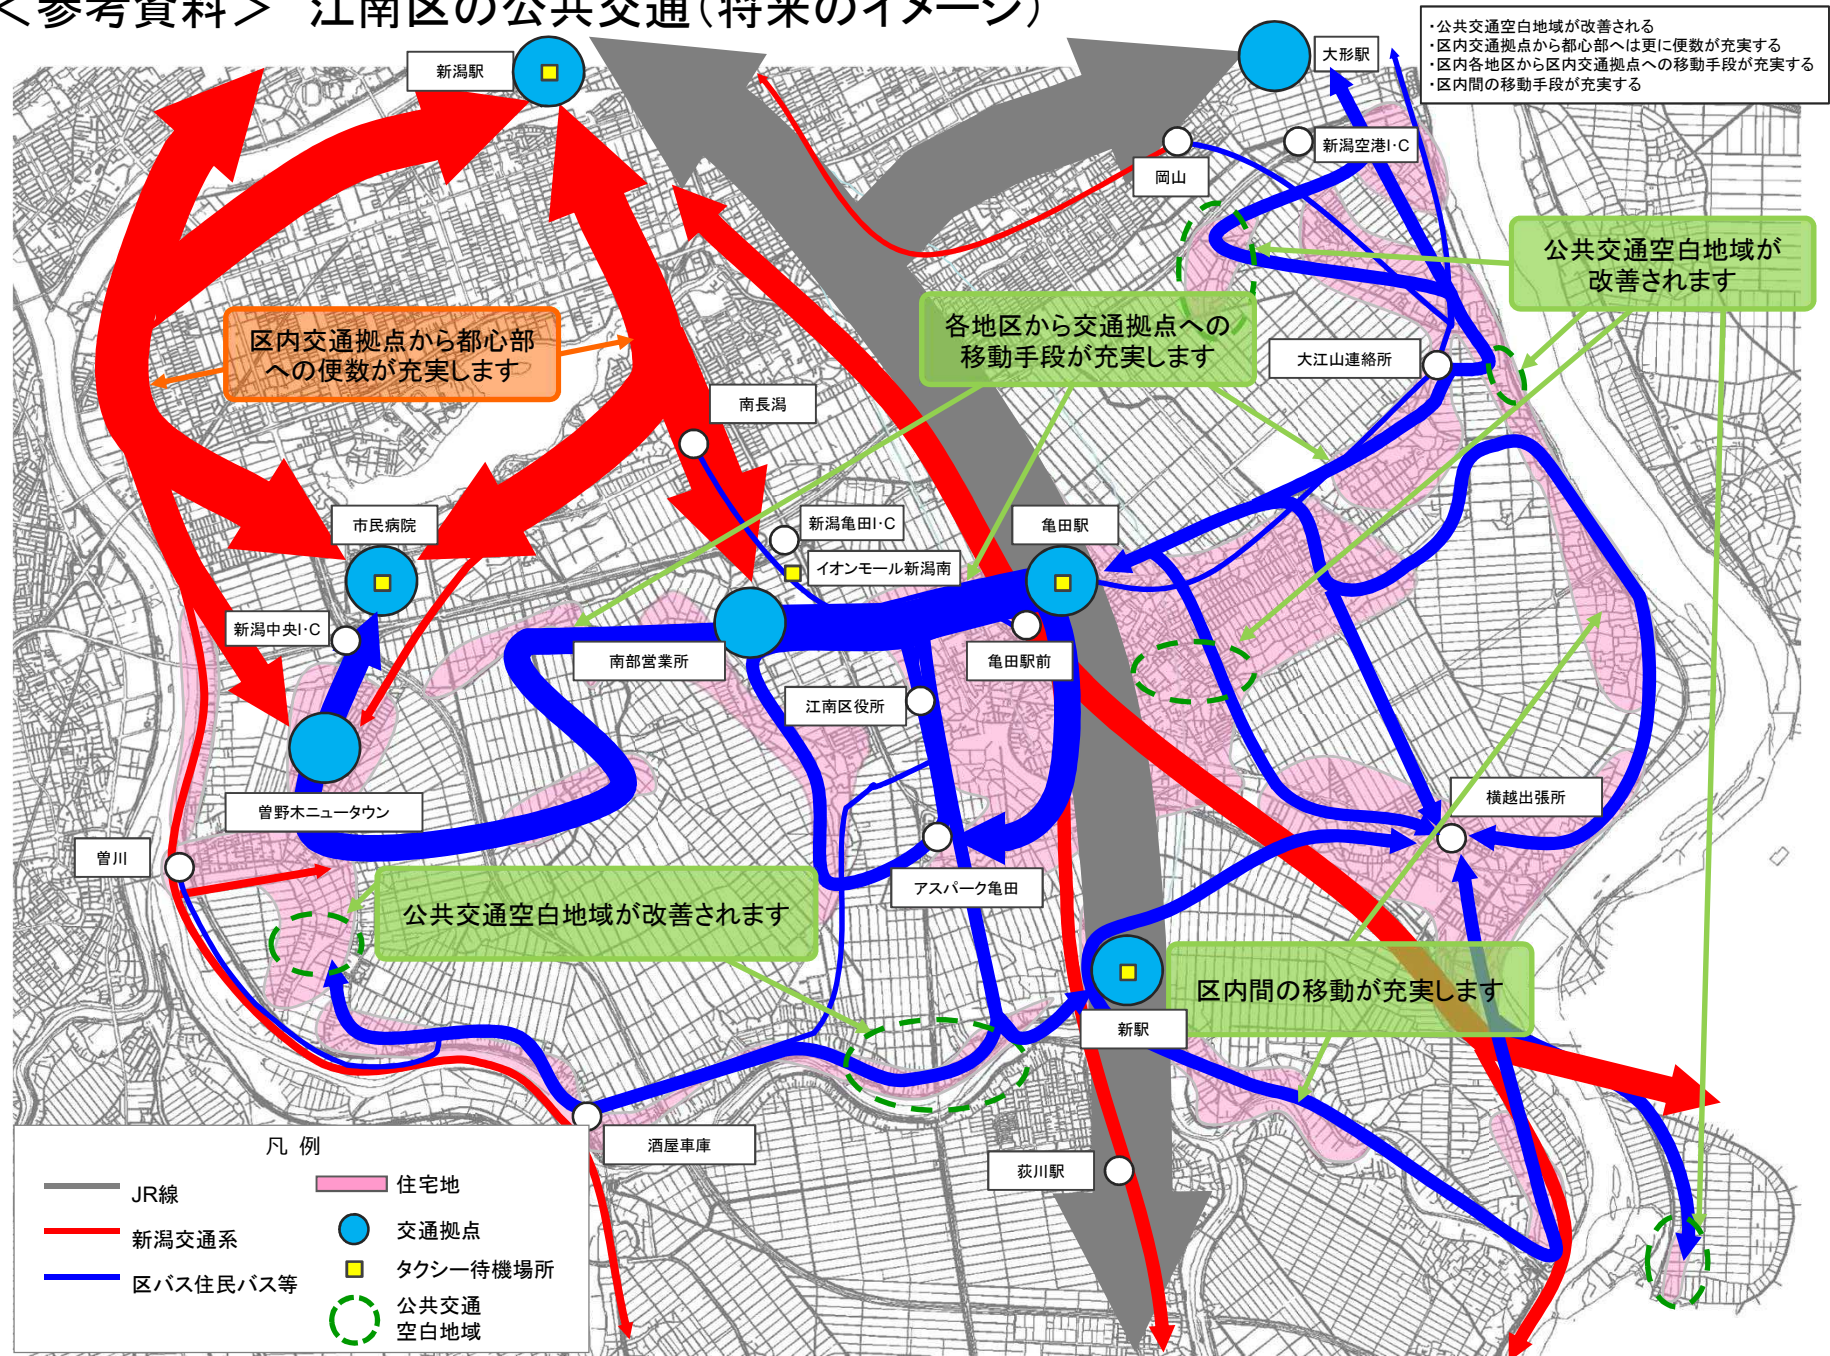 <参考資料> 江南区の公共交通(将来のイメージ)
・公共交通空白地域が改善される
・区内交通拠点から都心部へは更に便数が充実する
・区内各地区から区内交通拠点への移動手段が充実する
・区内間の移動手段が充実する
新潟駅
大形駅
新潟空港I・C
岡山
公共交通空白地域が
改善されます
区内交通拠点から都心部
への便数が充実します
各地区から交通拠点への
移動手段が充実します
大江山連絡所
南長潟
市民病院
新潟亀田I・C
亀田駅
イオンモール新潟南
新潟中央I・C
南部営業所
亀田駅前
江南区役所
曽野木ニュータウン
横越出張所
曽川
アスパーク亀田
公共交通空白地域が改善されます
区内間の移動が充実します
新駅
酒屋車庫
荻川駅
凡 例
JR線
新潟交通系
区バス住民バス等
住宅地
交通拠点
タクシー待機場所
公共交通
空白地域